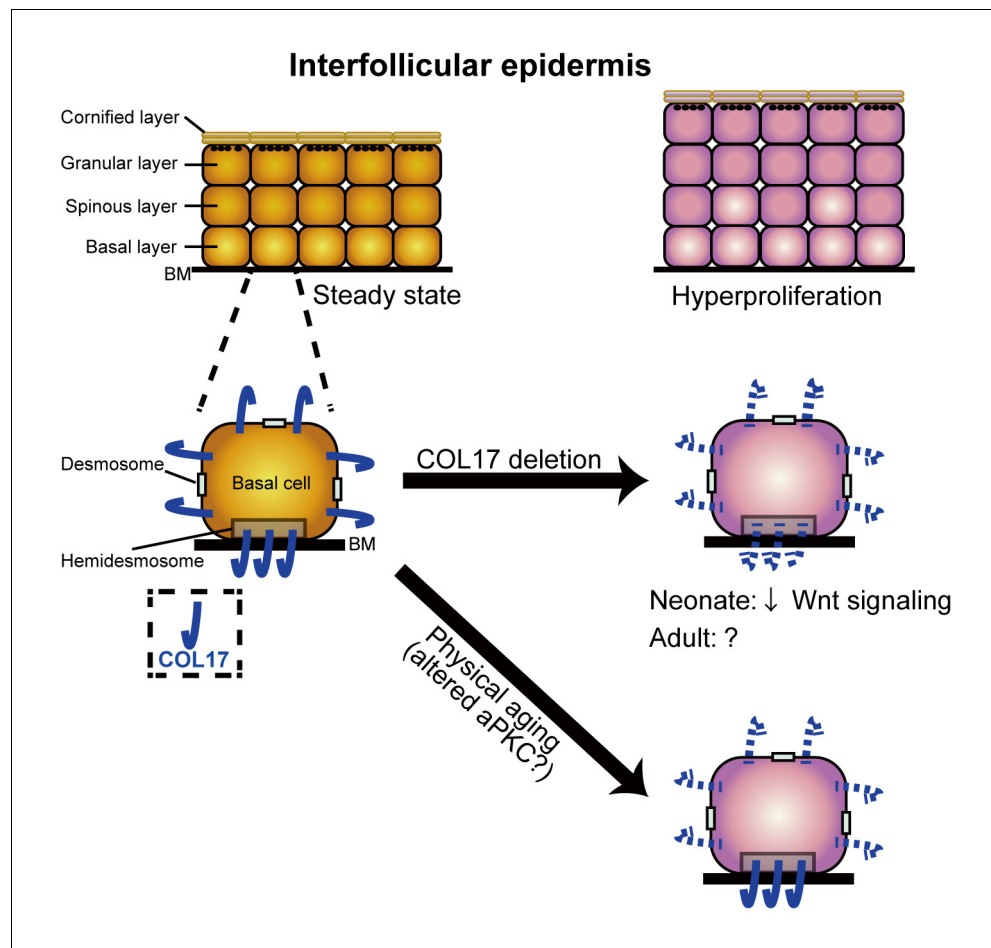 Interfollicular epidermis
Cornified layer
Granular layer
Spinous layer
Basal layer
BM
Steady state
Hyperproliferation
Desmosome
Basal cell
Hemidesmosome
BM
COL17
COL17 deletion
Neonate: ↓ Wnt signaling
Adult: ?
Physical aging
(altered aPKC?)